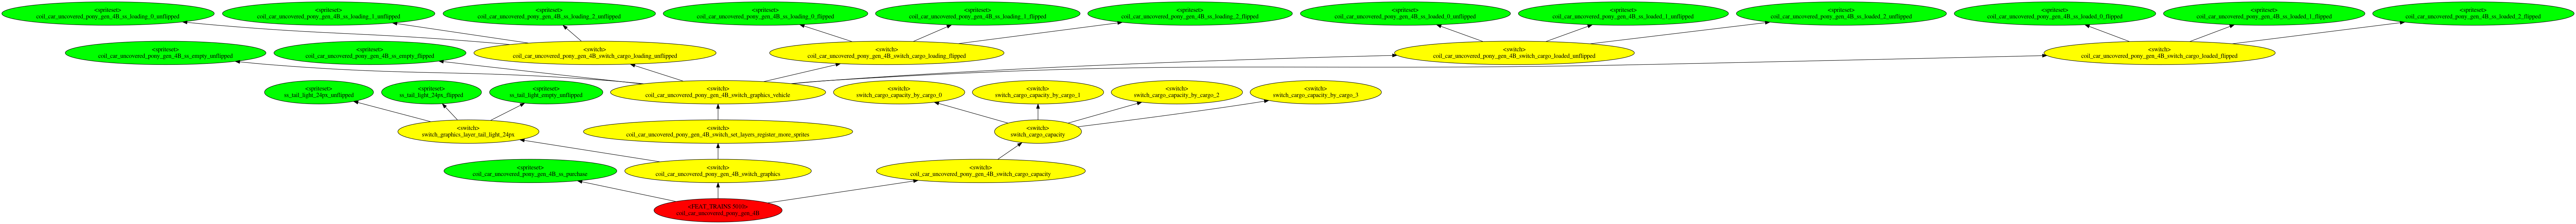 <spriteset>
coil_car_uncovered_pony_gen_4B_ss_loading_0_unflipped
<spriteset>
coil_car_uncovered_pony_gen_4B_ss_loading_1_unflipped
<spriteset>
coil_car_uncovered_pony_gen_4B_ss_loading_2_unflipped
<spriteset>
coil_car_uncovered_pony_gen_4B_ss_loading_0_flipped
<spriteset>
coil_car_uncovered_pony_gen_4B_ss_loading_1_flipped
<spriteset>
coil_car_uncovered_pony_gen_4B_ss_loading_2_flipped
<spriteset>
coil_car_uncovered_pony_gen_4B_ss_loaded_0_unflipped
<spriteset>
coil_car_uncovered_pony_gen_4B_ss_loaded_1_unflipped
<spriteset>
coil_car_uncovered_pony_gen_4B_ss_loaded_2_unflipped
<spriteset>
coil_car_uncovered_pony_gen_4B_ss_loaded_0_flipped
<spriteset>
coil_car_uncovered_pony_gen_4B_ss_loaded_1_flipped
<spriteset>
coil_car_uncovered_pony_gen_4B_ss_loaded_2_flipped
<spriteset>
coil_car_uncovered_pony_gen_4B_ss_empty_unflipped
<spriteset>
coil_car_uncovered_pony_gen_4B_ss_empty_flipped
<switch>
coil_car_uncovered_pony_gen_4B_switch_cargo_loading_unflipped
<switch>
coil_car_uncovered_pony_gen_4B_switch_cargo_loading_flipped
<switch>
coil_car_uncovered_pony_gen_4B_switch_cargo_loaded_unflipped
<switch>
coil_car_uncovered_pony_gen_4B_switch_cargo_loaded_flipped
<spriteset>
ss_tail_light_24px_unflipped
<spriteset>
ss_tail_light_24px_flipped
<spriteset>
ss_tail_light_empty_unflipped
<switch>
coil_car_uncovered_pony_gen_4B_switch_graphics_vehicle
<switch>
switch_cargo_capacity_by_cargo_0
<switch>
switch_cargo_capacity_by_cargo_1
<switch>
switch_cargo_capacity_by_cargo_2
<switch>
switch_cargo_capacity_by_cargo_3
<switch>
switch_graphics_layer_tail_light_24px
<switch>
coil_car_uncovered_pony_gen_4B_switch_set_layers_register_more_sprites
<switch>
switch_cargo_capacity
<spriteset>
coil_car_uncovered_pony_gen_4B_ss_purchase
<switch>
coil_car_uncovered_pony_gen_4B_switch_graphics
<switch>
coil_car_uncovered_pony_gen_4B_switch_cargo_capacity
coil_car_uncovered_pony_gen_4B